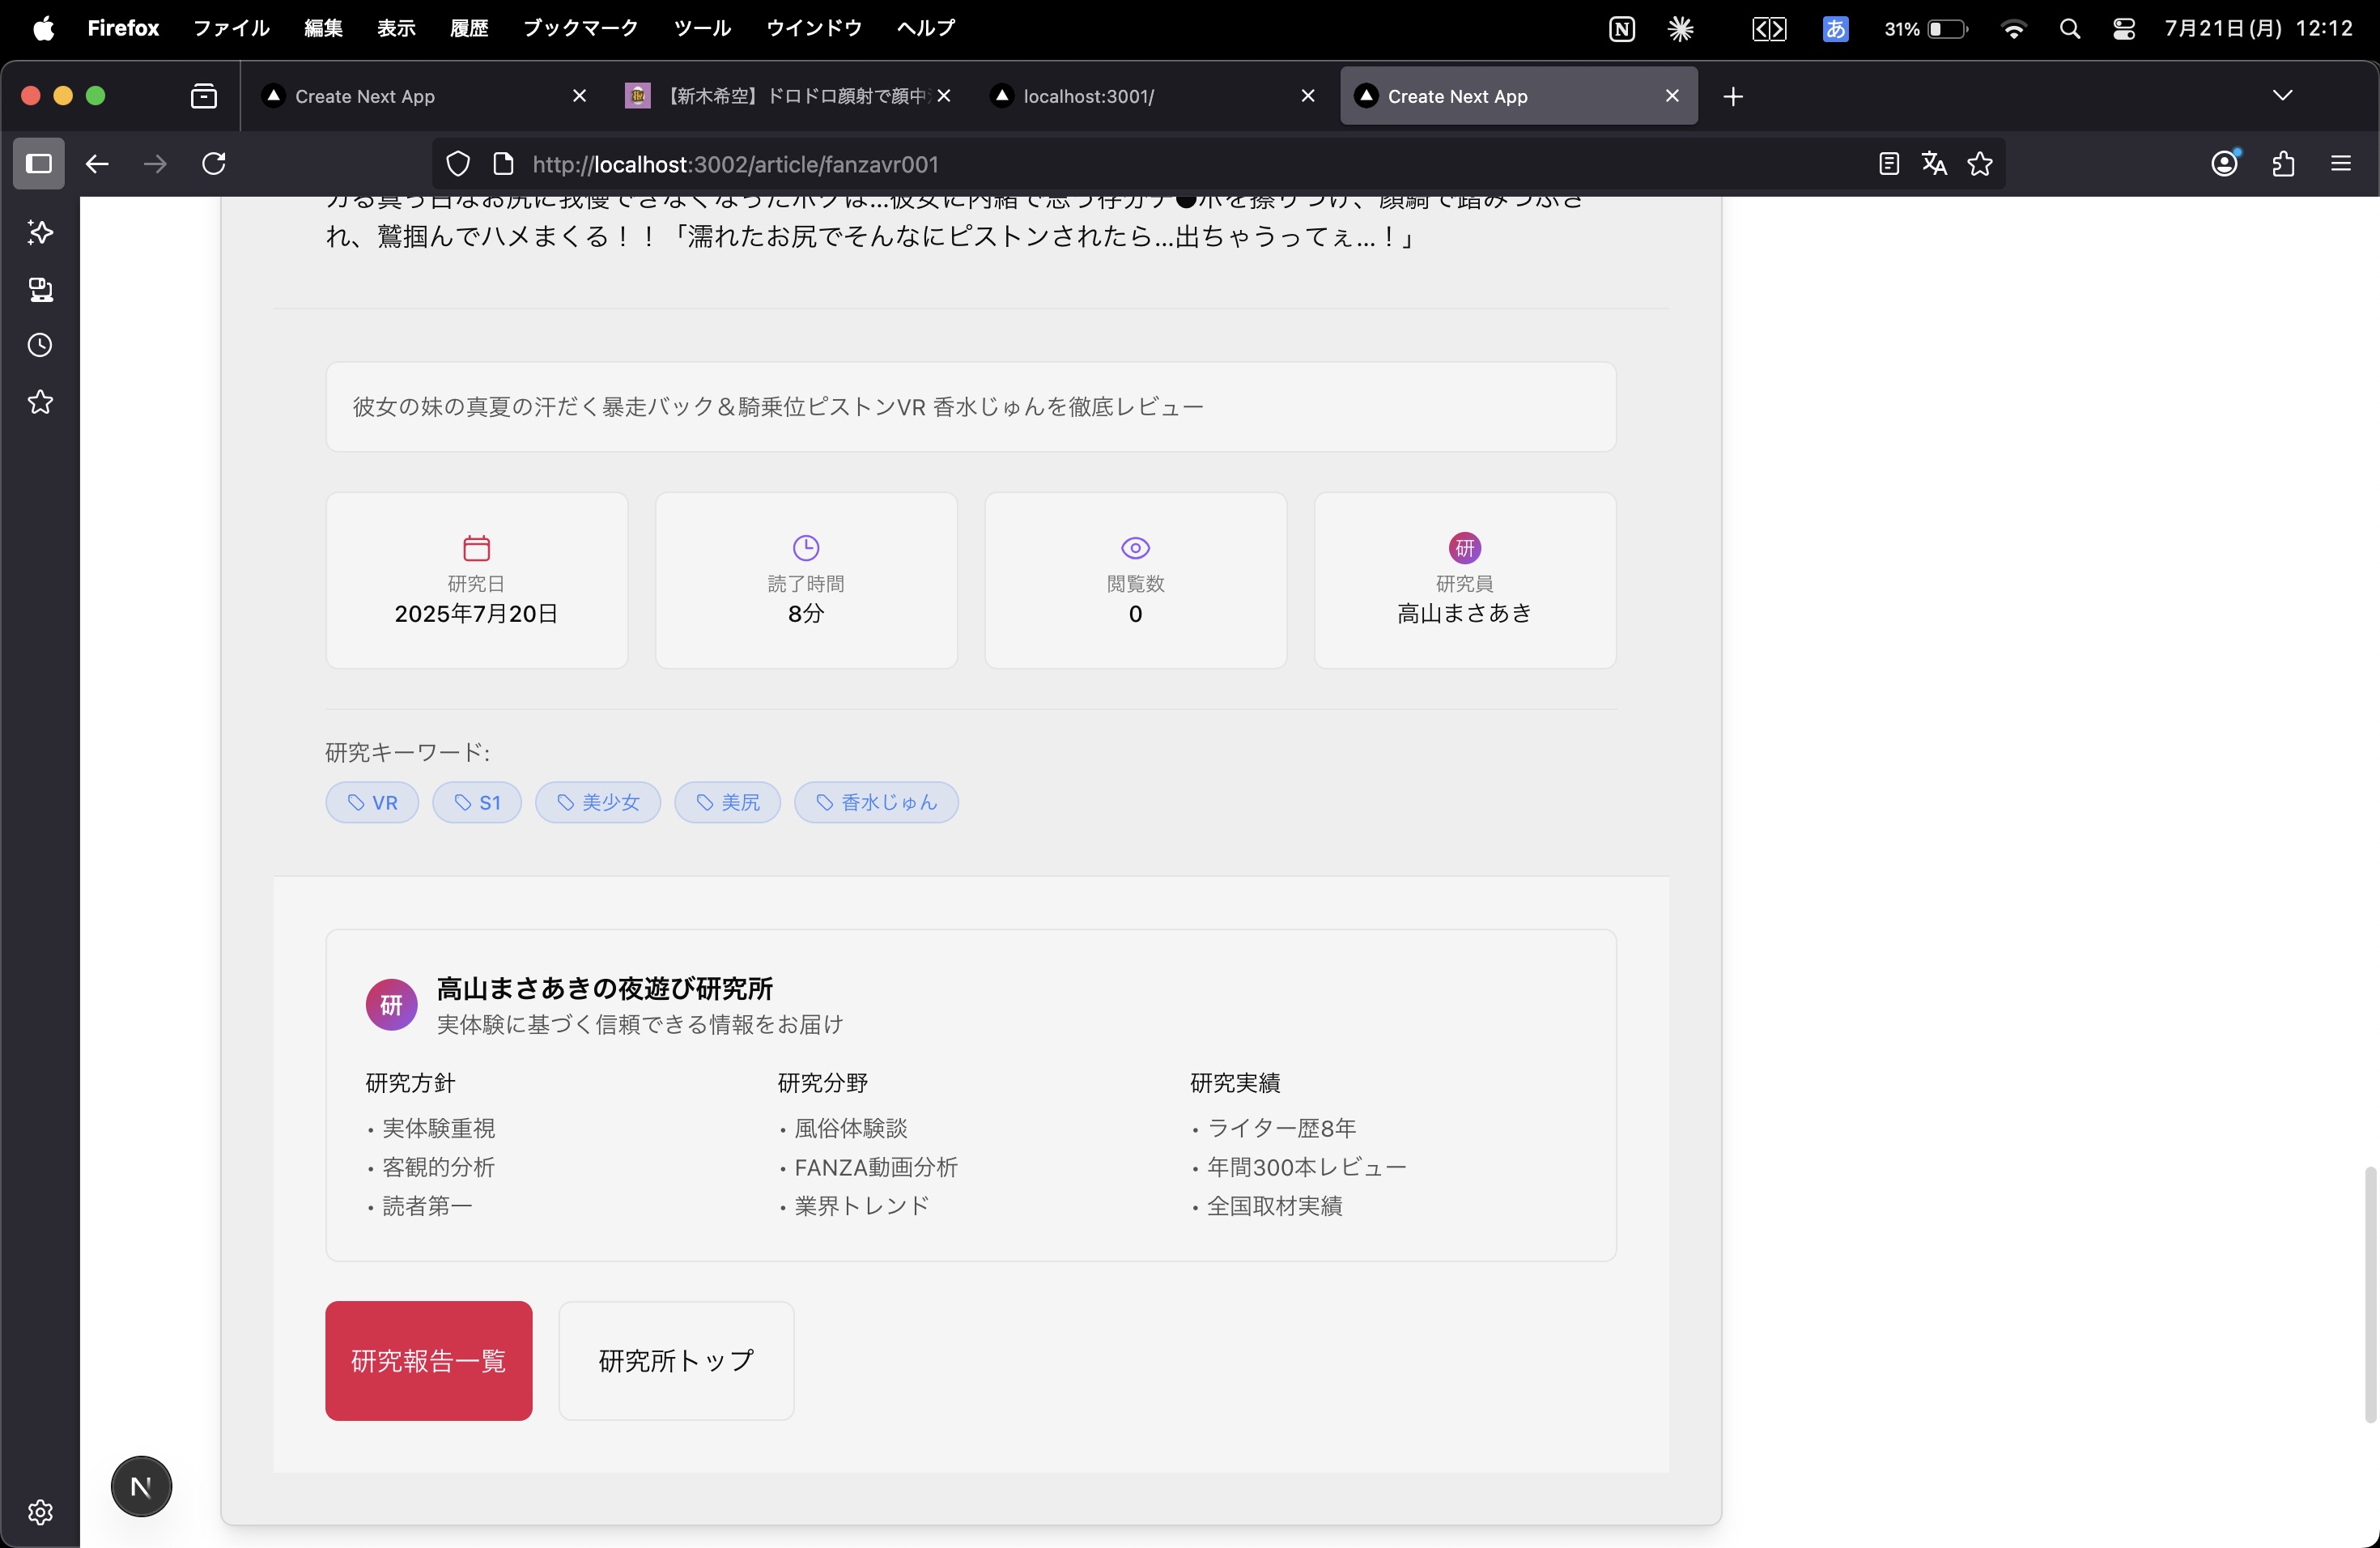 Firefox ファイル 編集 表示 履歴 ブックマーク ツール ウインドウ ヘルプ あ 31% 7月21日(月) 12:12
Create Next App
【新木希空】ドロドロ顔射で顔中
localhost:3001/
Create Next App
http://localhost:3002/article/fanzavr001
れ、鷲掴んでハメまくる！！「濡れたお尻でそんなにピストンされたら…出ちゃうってぇ…！」
彼女の妹の真夏の汗だく暴走バック＆騎乗位ピストンVR 香水じゅんを徹底レビュー
研究日
2025年7月20日
読了時間
8分
閲覧数
0
研
研究員
高山まさあき
研究キーワード:
VR
S1
美少女
美尻
香水じゅん
研
高山まさあきの夜遊び研究所
実体験に基づく信頼できる情報をお届け
研究方針
• 実体験重視
• 客観的分析
• 読者第一
研究分野
• 風俗体験談
• FANZA動画分析
• 業界トレンド
研究実績
• ライター歴8年
• 年間300本レビュー
• 全国取材実績
研究報告一覧
研究所トップ
N